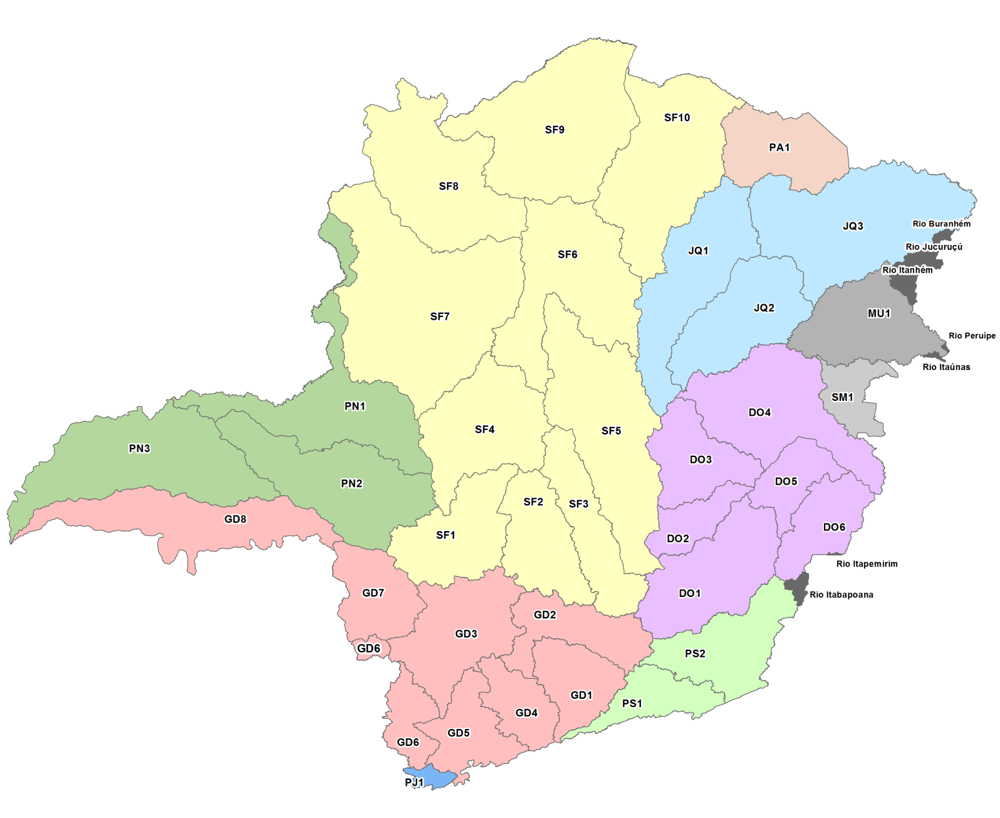 SF10
SF9
PA1
SF8
Rio Buranhém
JQ3
Rio Jucuruçú
JQ1
SF6
Rio Itanhém
JQ2
MU1
SF7
Rio Peruípe
Rio Itaúnas
SM1
PN1
DO4
SF4
SF5
PN3
DO3
DO5
PN2
SF2
SF3
GD8
DO6
SF1
DO2
Rio Itapemirim
GD7
DO1
Rio Itabapoana
GD2
GD3
GD6
PS2
GD1
PS1
GD4
GD5
GD6
PJ1